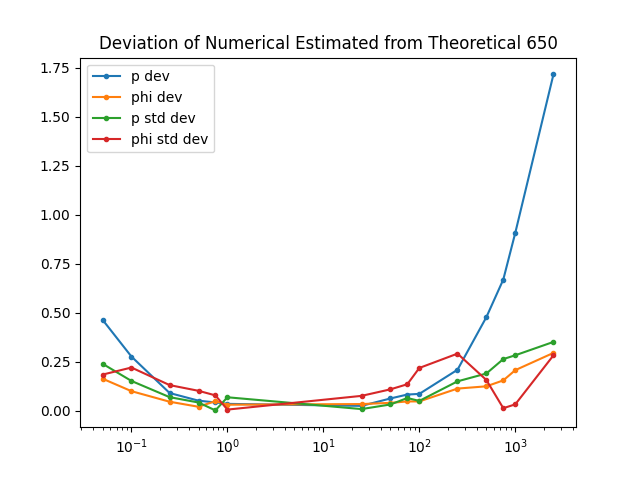 Deviation of Numerical Estimated from Theoretical 650
p dev
phi dev
p std dev
phi std dev
1.75
1.50
1.25
1.00
0.75
0.50
0.25
0.00
10⁻¹ 10⁰ 10¹ 10² 10³